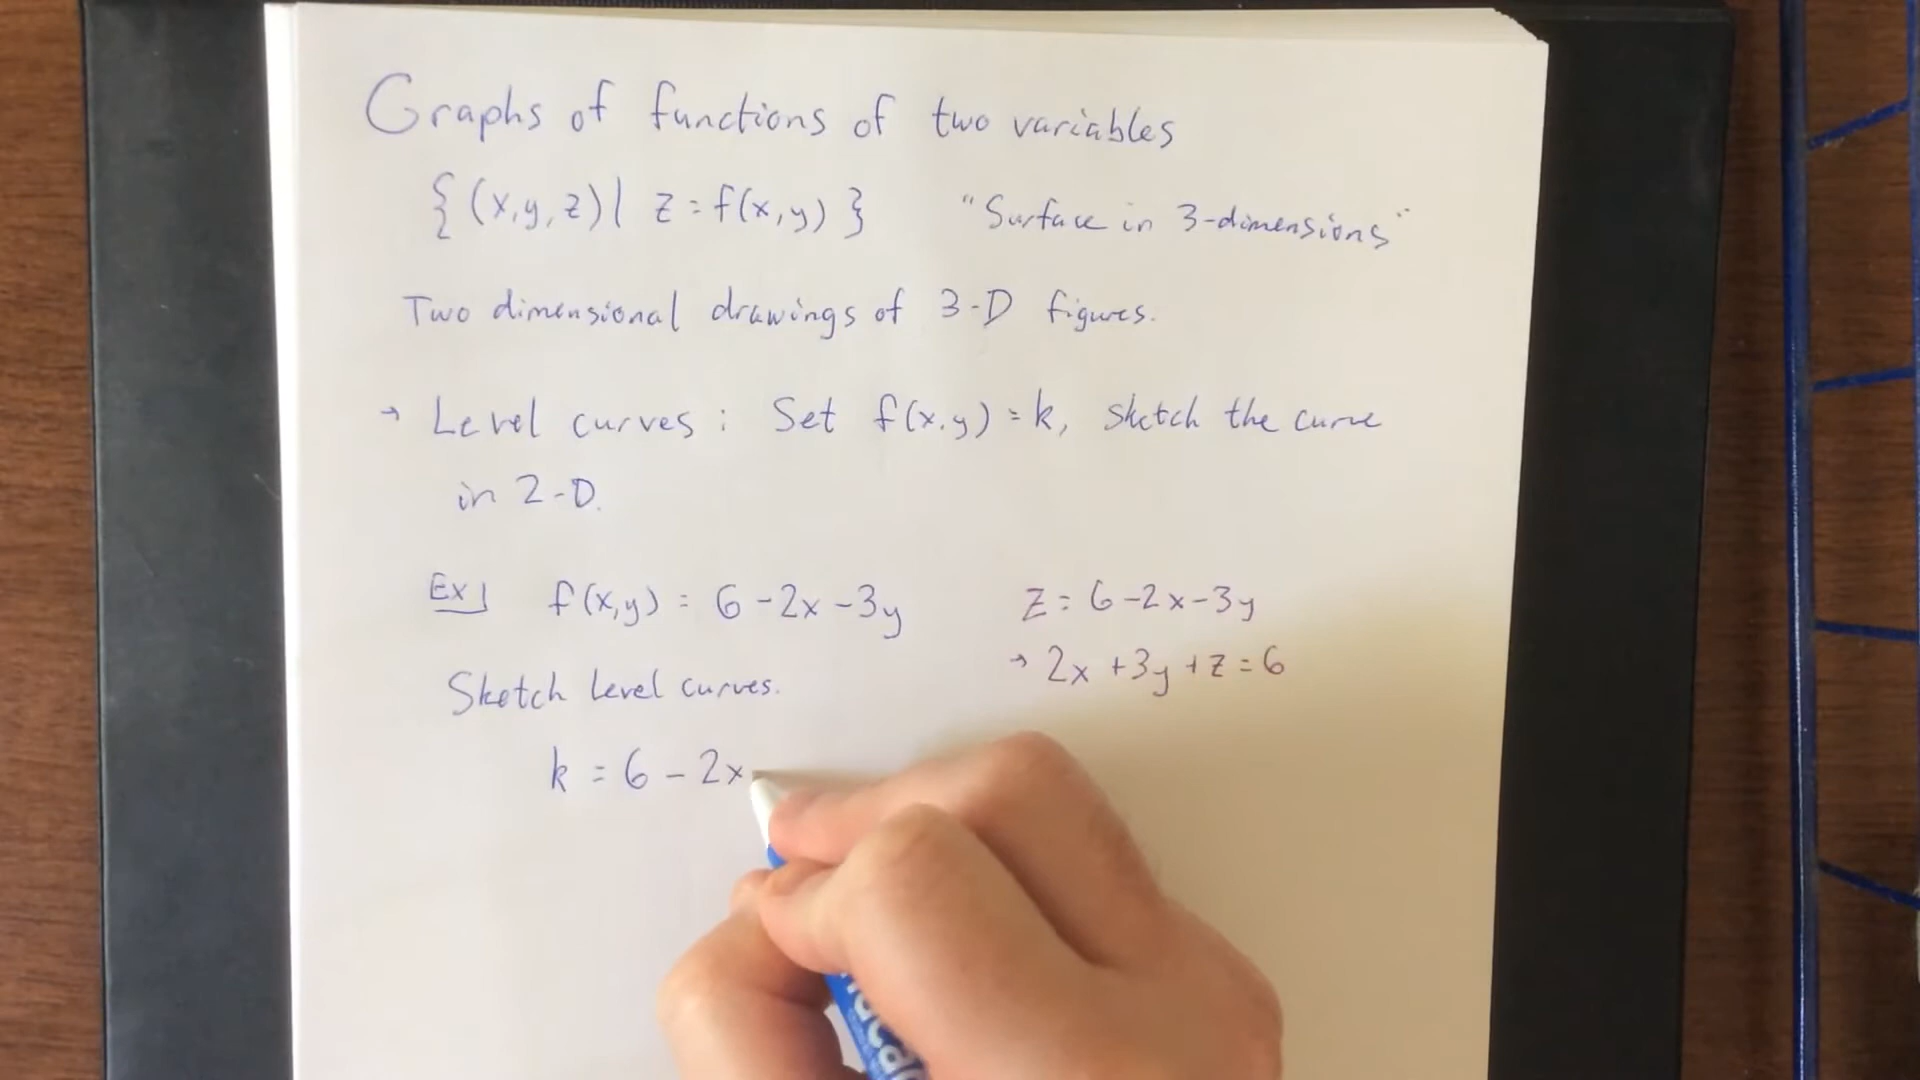 Graphs of functions of two variables
{ (x,y,z) | z = f(x,y) } "Surface in 3-dimensions"
Two dimensional drawings of 3-D figures.
→ Level curves : Set f(x,y) = k, sketch the curve
in 2-D.
Ex 1 f(x,y) = 6 - 2x - 3y
z = 6 - 2x - 3y
→ 2x + 3y + z = 6
Sketch level curves.
k = 6 - 2x